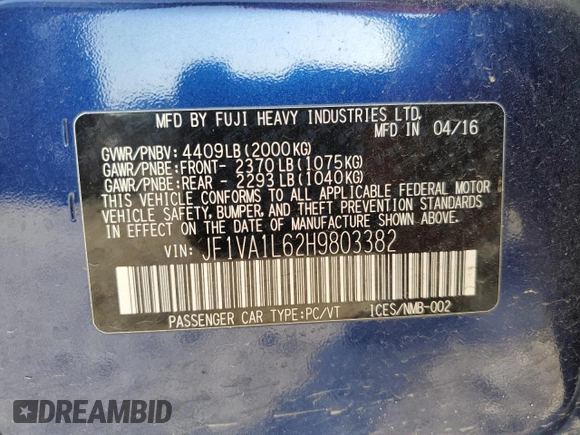 MFD BY FUJI HEAVY INDUSTRIES LTD.
MFD IN 04/16
GVWR/PNBV: 4409LB(2000KG)
GAWR/PNBE:FRONT- 2370LB(1075KG)
GAWR/PNBE:REAR - 2293LB(1040KG)
THIS VEHICLE CONFORMS TO ALL APPLICABLE FEDERAL MOTOR
VEHICLE SAFETY, BUMPER, AND THEFT PREVENTION STANDARDS
IN EFFECT ON THE DATE OF MANUFACTURE SHOWN ABOVE.
VIN: JF1VA1L62H9803382
PASSENGER CAR TYPE:PC/VT ICES/NMB-002
DREAMBID